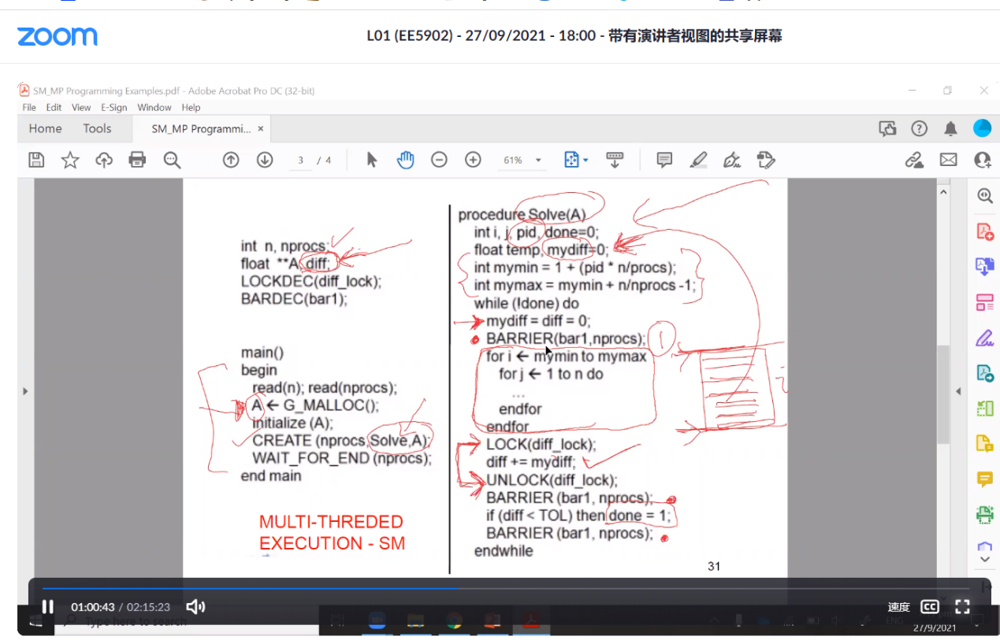 zoom
L01 (EE5902) - 27/09/2021 - 18:00 - 带有演讲者视图的共享屏幕
SM_MP Programming Examples.pdf - Adobe Acrobat Pro DC (32-bit)
File Edit View E-Sign Window Help
Home Tools SM_MP Programmi... ×
3 / 4 61%
int n, nprocs;
float **A, diff;
LOCKDEC(diff_lock);
BARDEC(bar1);
main()
begin
read(n); read(nprocs);
A ← G_MALLOC();
initialize (A);
CREATE (nprocs,Solve,A);
WAIT_FOR_END (nprocs);
end main
MULTI-THREDED
EXECUTION - SM
procedure Solve(A)
int i, j, pid, done=0;
float temp, mydiff=0;
int mymin = 1 + (pid * n/procs);
int mymax = mymin + n/nprocs -1;
while (!done) do
mydiff = diff = 0;
BARRIER(bar1,nprocs); 1
for i ← mymin to mymax
for j ← 1 to n do
...
endfor
endfor
LOCK(diff_lock);
diff += mydiff;
UNLOCK(diff_lock);
BARRIER (bar1, nprocs);
if (diff < TOL) then done = 1;
BARRIER (bar1, nprocs);
endwhile
31
01:00:43 / 02:15:23 速度 CC
Type here to search
27/9/2021